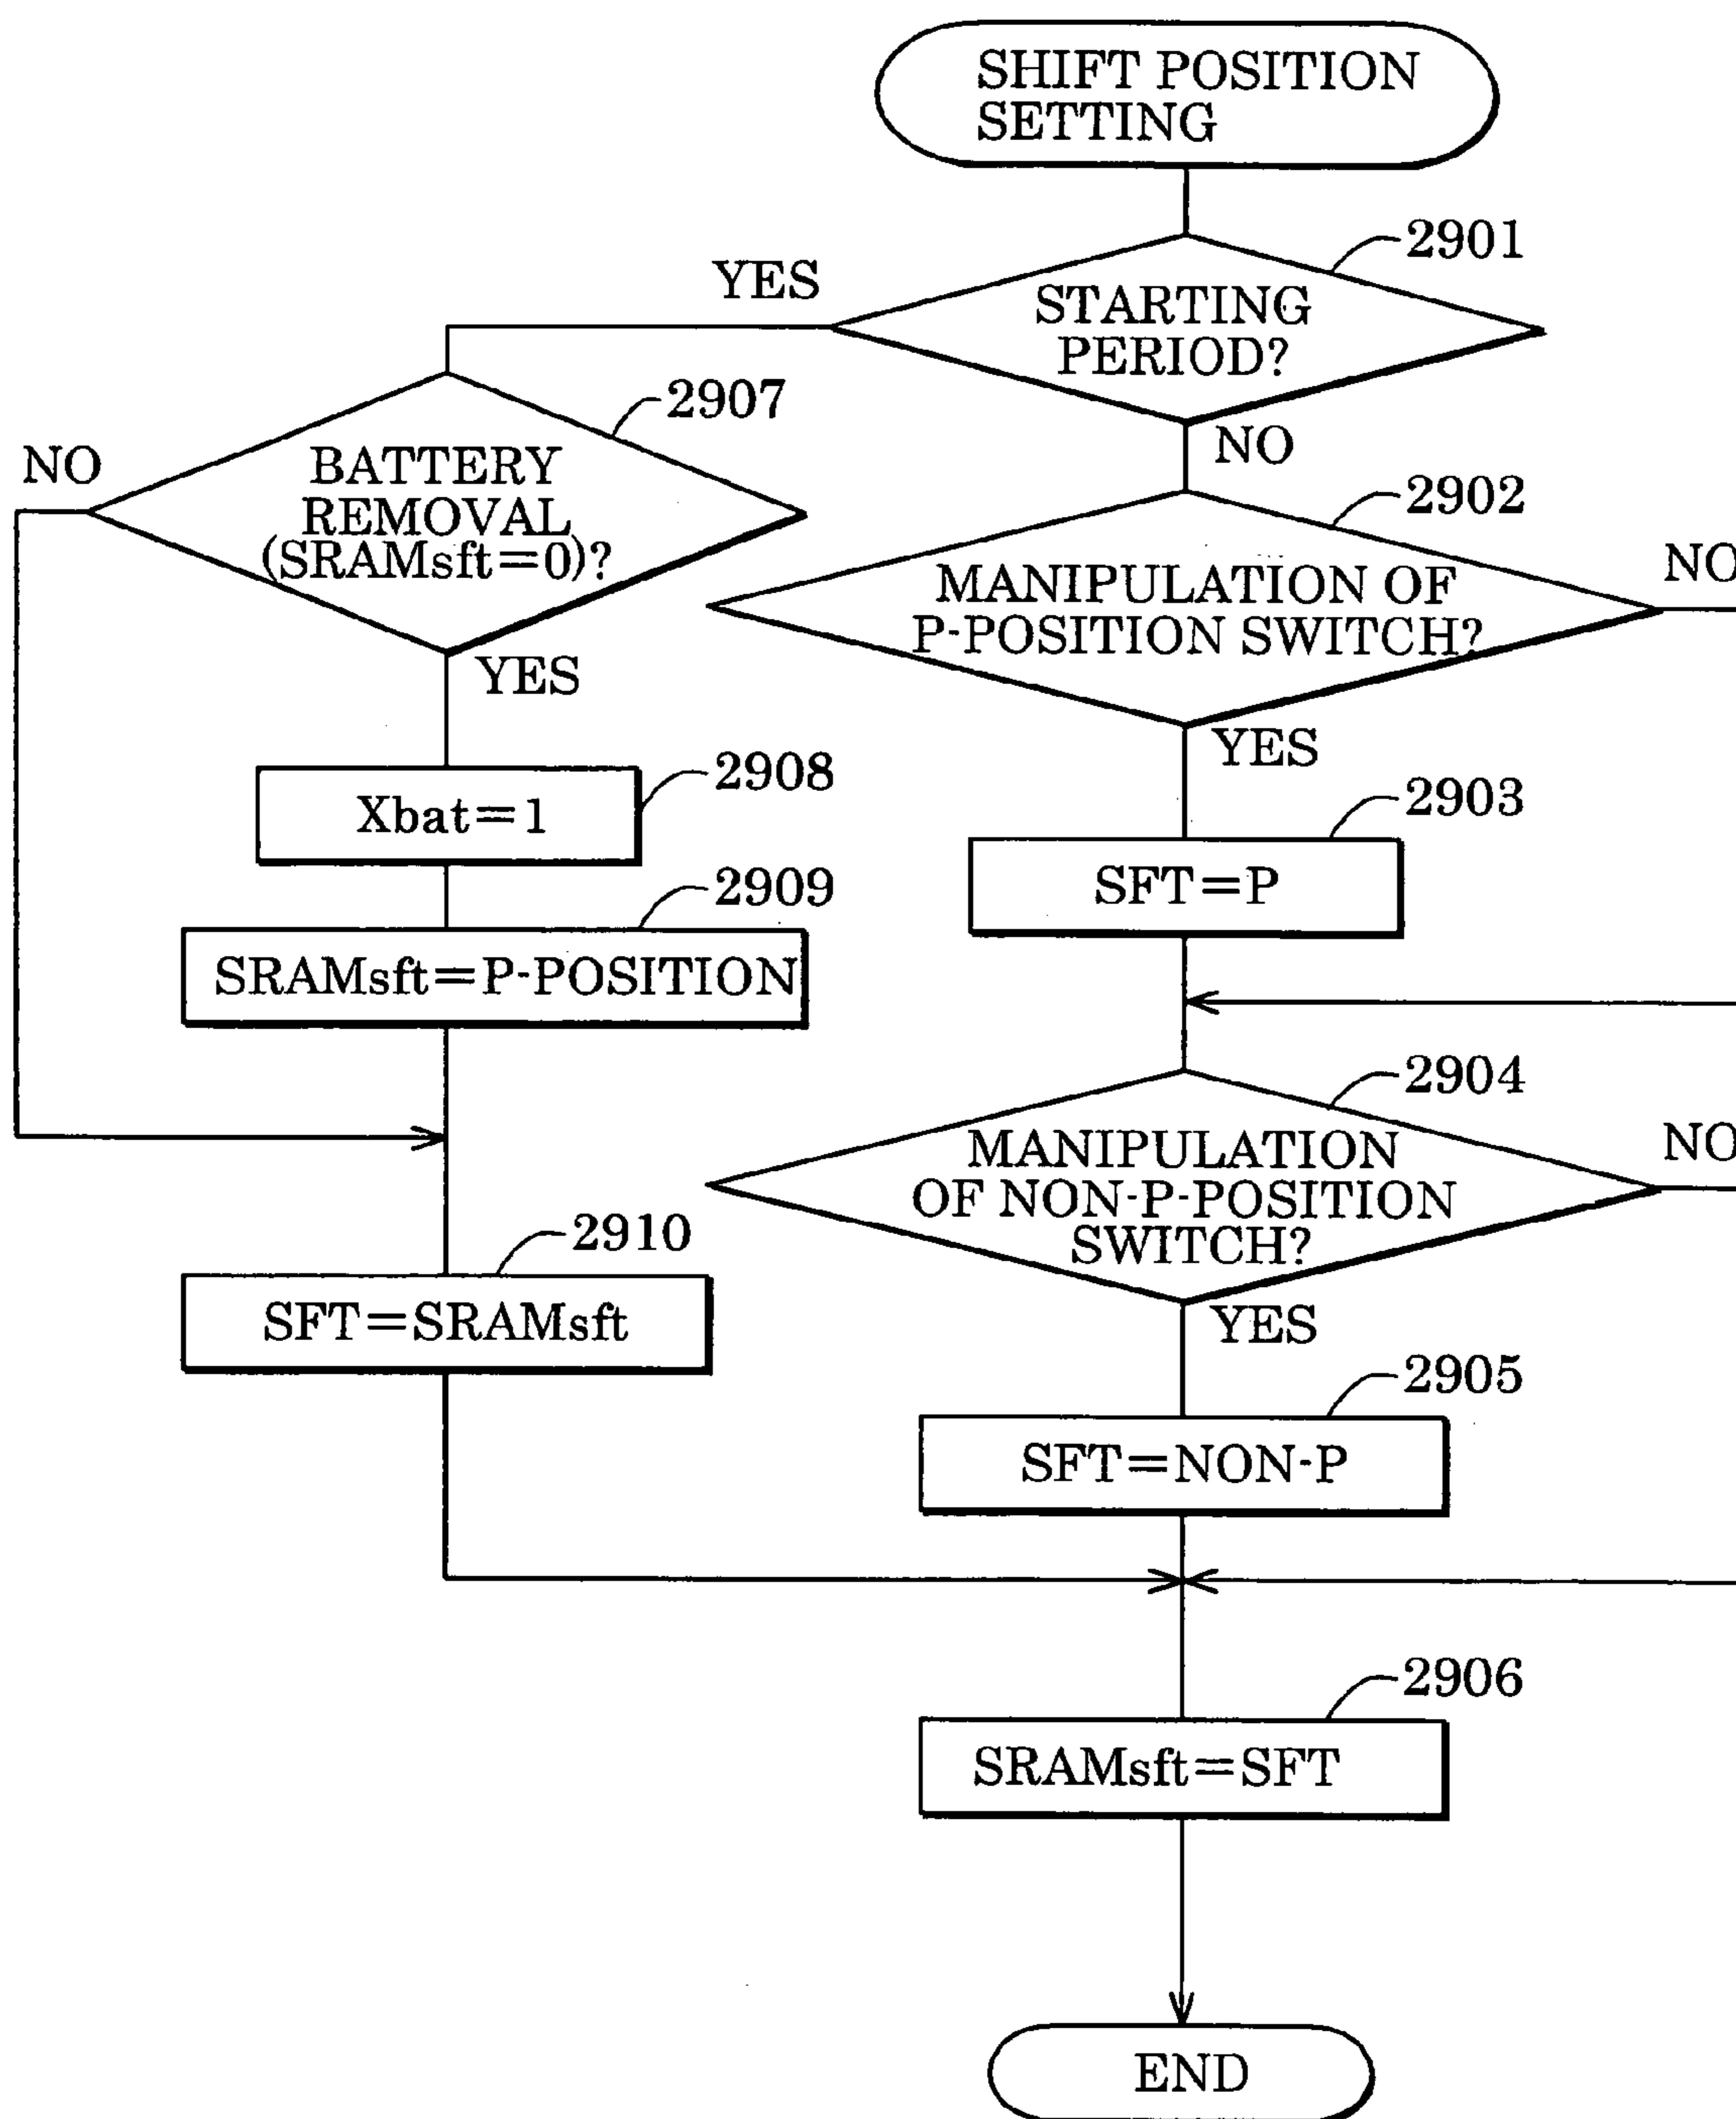 SHIFT POSITION
SETTING
2901
YES
STARTING
PERIOD?
NO
2907
NO
BATTERY
REMOVAL
(SRAMsft=0)?
YES
2902
NO
MANIPULATION OF
P-POSITION SWITCH?
YES
2908
Xbat=1
2903
SFT=P
2909
SRAMsft=P-POSITION
2904
NO
MANIPULATION
OF NON-P-POSITION
SWITCH?
YES
2910
SFT=SRAMsft
2905
SFT=NON-P
2906
SRAMsft=SFT
END